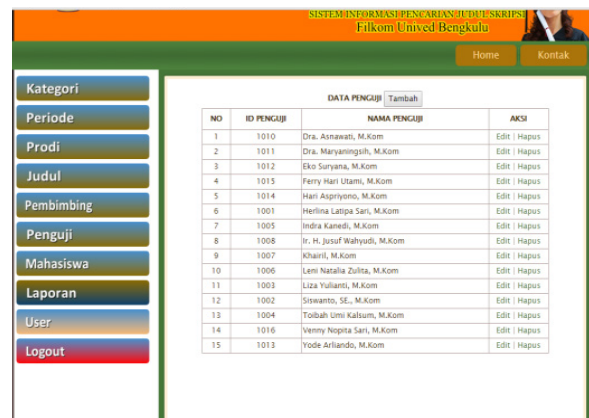 SISTEM INFORMASI PENCARIAN JUDUL SKRIPSI
Filkom Unived Bengkulu
Home Kontak
Kategori
Periode
Prodi
Judul
Pembimbing
Penguji
Mahasiswa
Laporan
User
Logout
DATA PENGUJI Tambah
NO ID PENGUJI NAMA PENGUJI AKSI
1 1010 Dra. Asnawati, M.Kom Edit | Hapus
2 1011 Dra. Maryaningsih, M.Kom Edit | Hapus
3 1012 Eko Suryana, M.Kom Edit | Hapus
4 1015 Ferry Hari Utami, M.Kom Edit | Hapus
5 1014 Hari Aspriyono, M.Kom Edit | Hapus
6 1001 Herlina Latipa Sari, M.Kom Edit | Hapus
7 1005 Indra Kanedi, M.Kom Edit | Hapus
8 1008 Ir. H. Jusuf Wahyudi, M.Kom Edit | Hapus
9 1007 Khairil, M.Kom Edit | Hapus
10 1006 Leni Natalia Zulita, M.Kom Edit | Hapus
11 1003 Liza Yulianti, M.Kom Edit | Hapus
12 1002 Siswanto, SE., M.Kom Edit | Hapus
13 1004 Toibah Umi Kalsum, M.Kom Edit | Hapus
14 1016 Venny Nopita Sari, M.Kom Edit | Hapus
15 1013 Yode Arliando, M.Kom Edit | Hapus